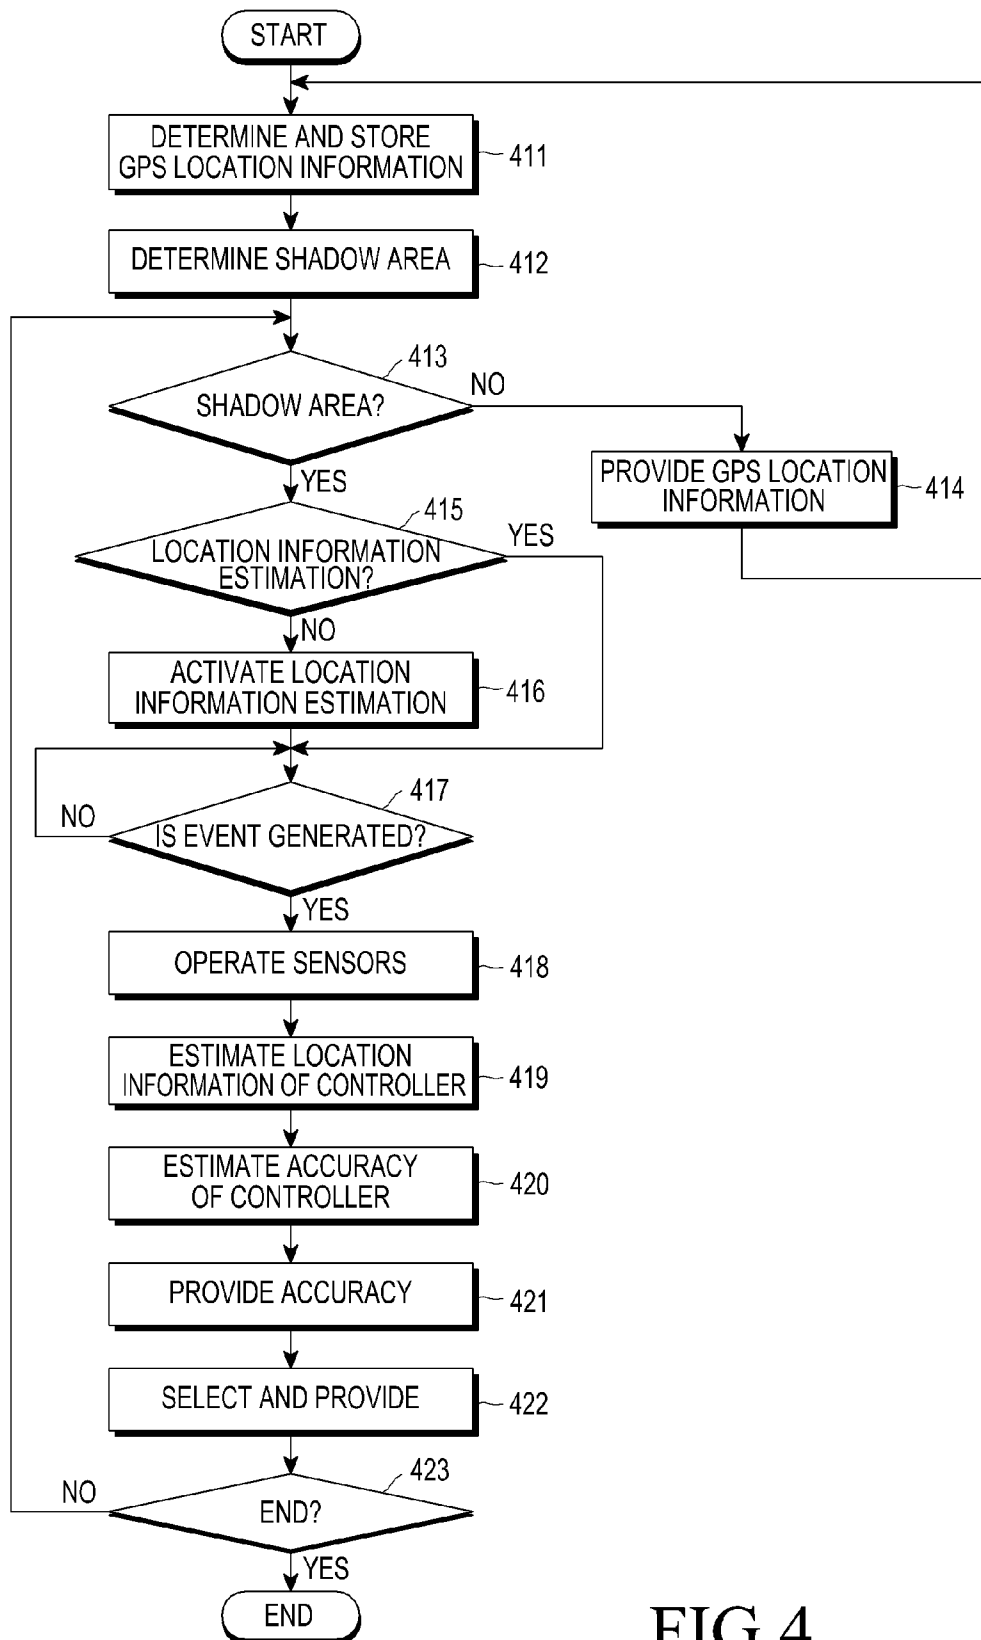 START
DETERMINE AND STORE
GPS LOCATION INFORMATION
411
DETERMINE SHADOW AREA
412
413
SHADOW AREA?
NO
YES
PROVIDE GPS LOCATION
INFORMATION
414
415
LOCATION INFORMATION
ESTIMATION?
YES
NO
ACTIVATE LOCATION
INFORMATION ESTIMATION
416
417
IS EVENT GENERATED?
NO
YES
OPERATE SENSORS
418
ESTIMATE LOCATION
INFORMATION OF CONTROLLER
419
ESTIMATE ACCURACY
OF CONTROLLER
420
PROVIDE ACCURACY
421
SELECT AND PROVIDE
422
423
END?
NO
YES
END
FIG.4